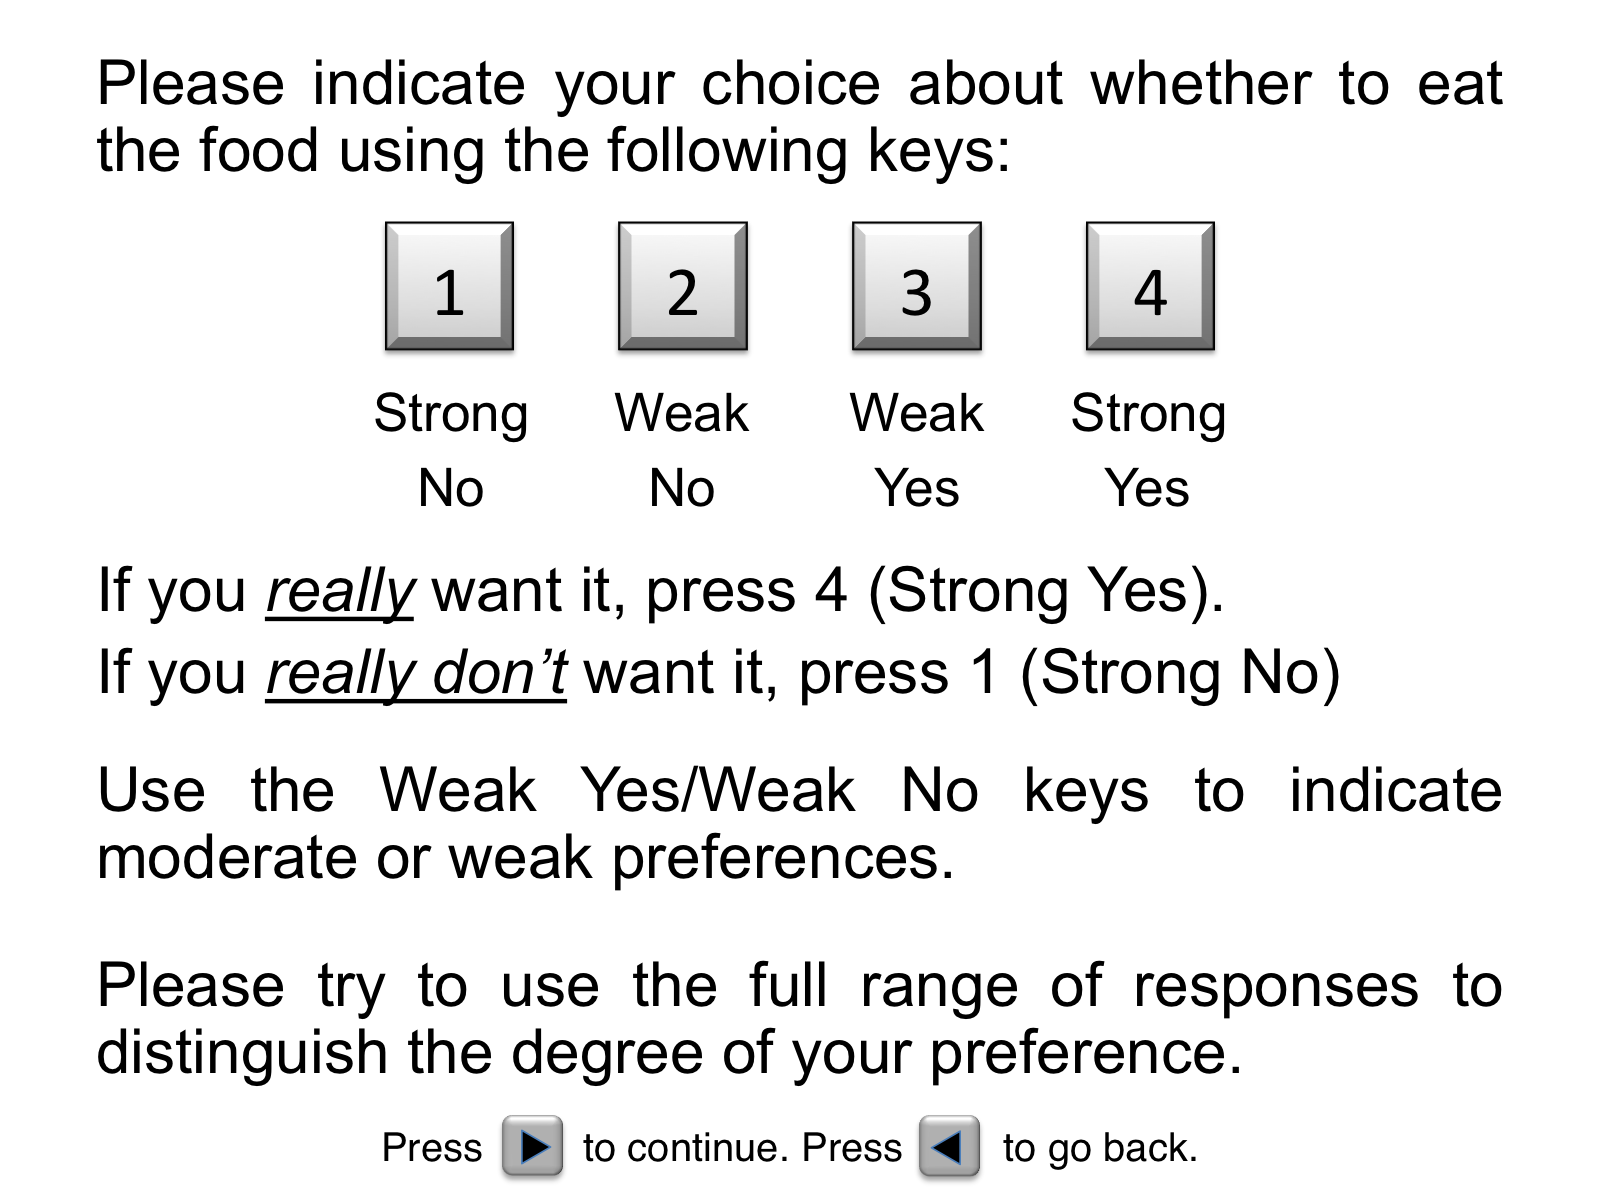 Please indicate your choice about whether to eat
the food using the following keys:
1 2 3 4
Strong Weak Weak Strong
No No Yes Yes
If you really want it, press 4 (Strong Yes).
If you really don’t want it, press 1 (Strong No)
Use the Weak Yes/Weak No keys to indicate
moderate or weak preferences.
Please try to use the full range of responses to
distinguish the degree of your preference.
Press to continue. Press to go back.